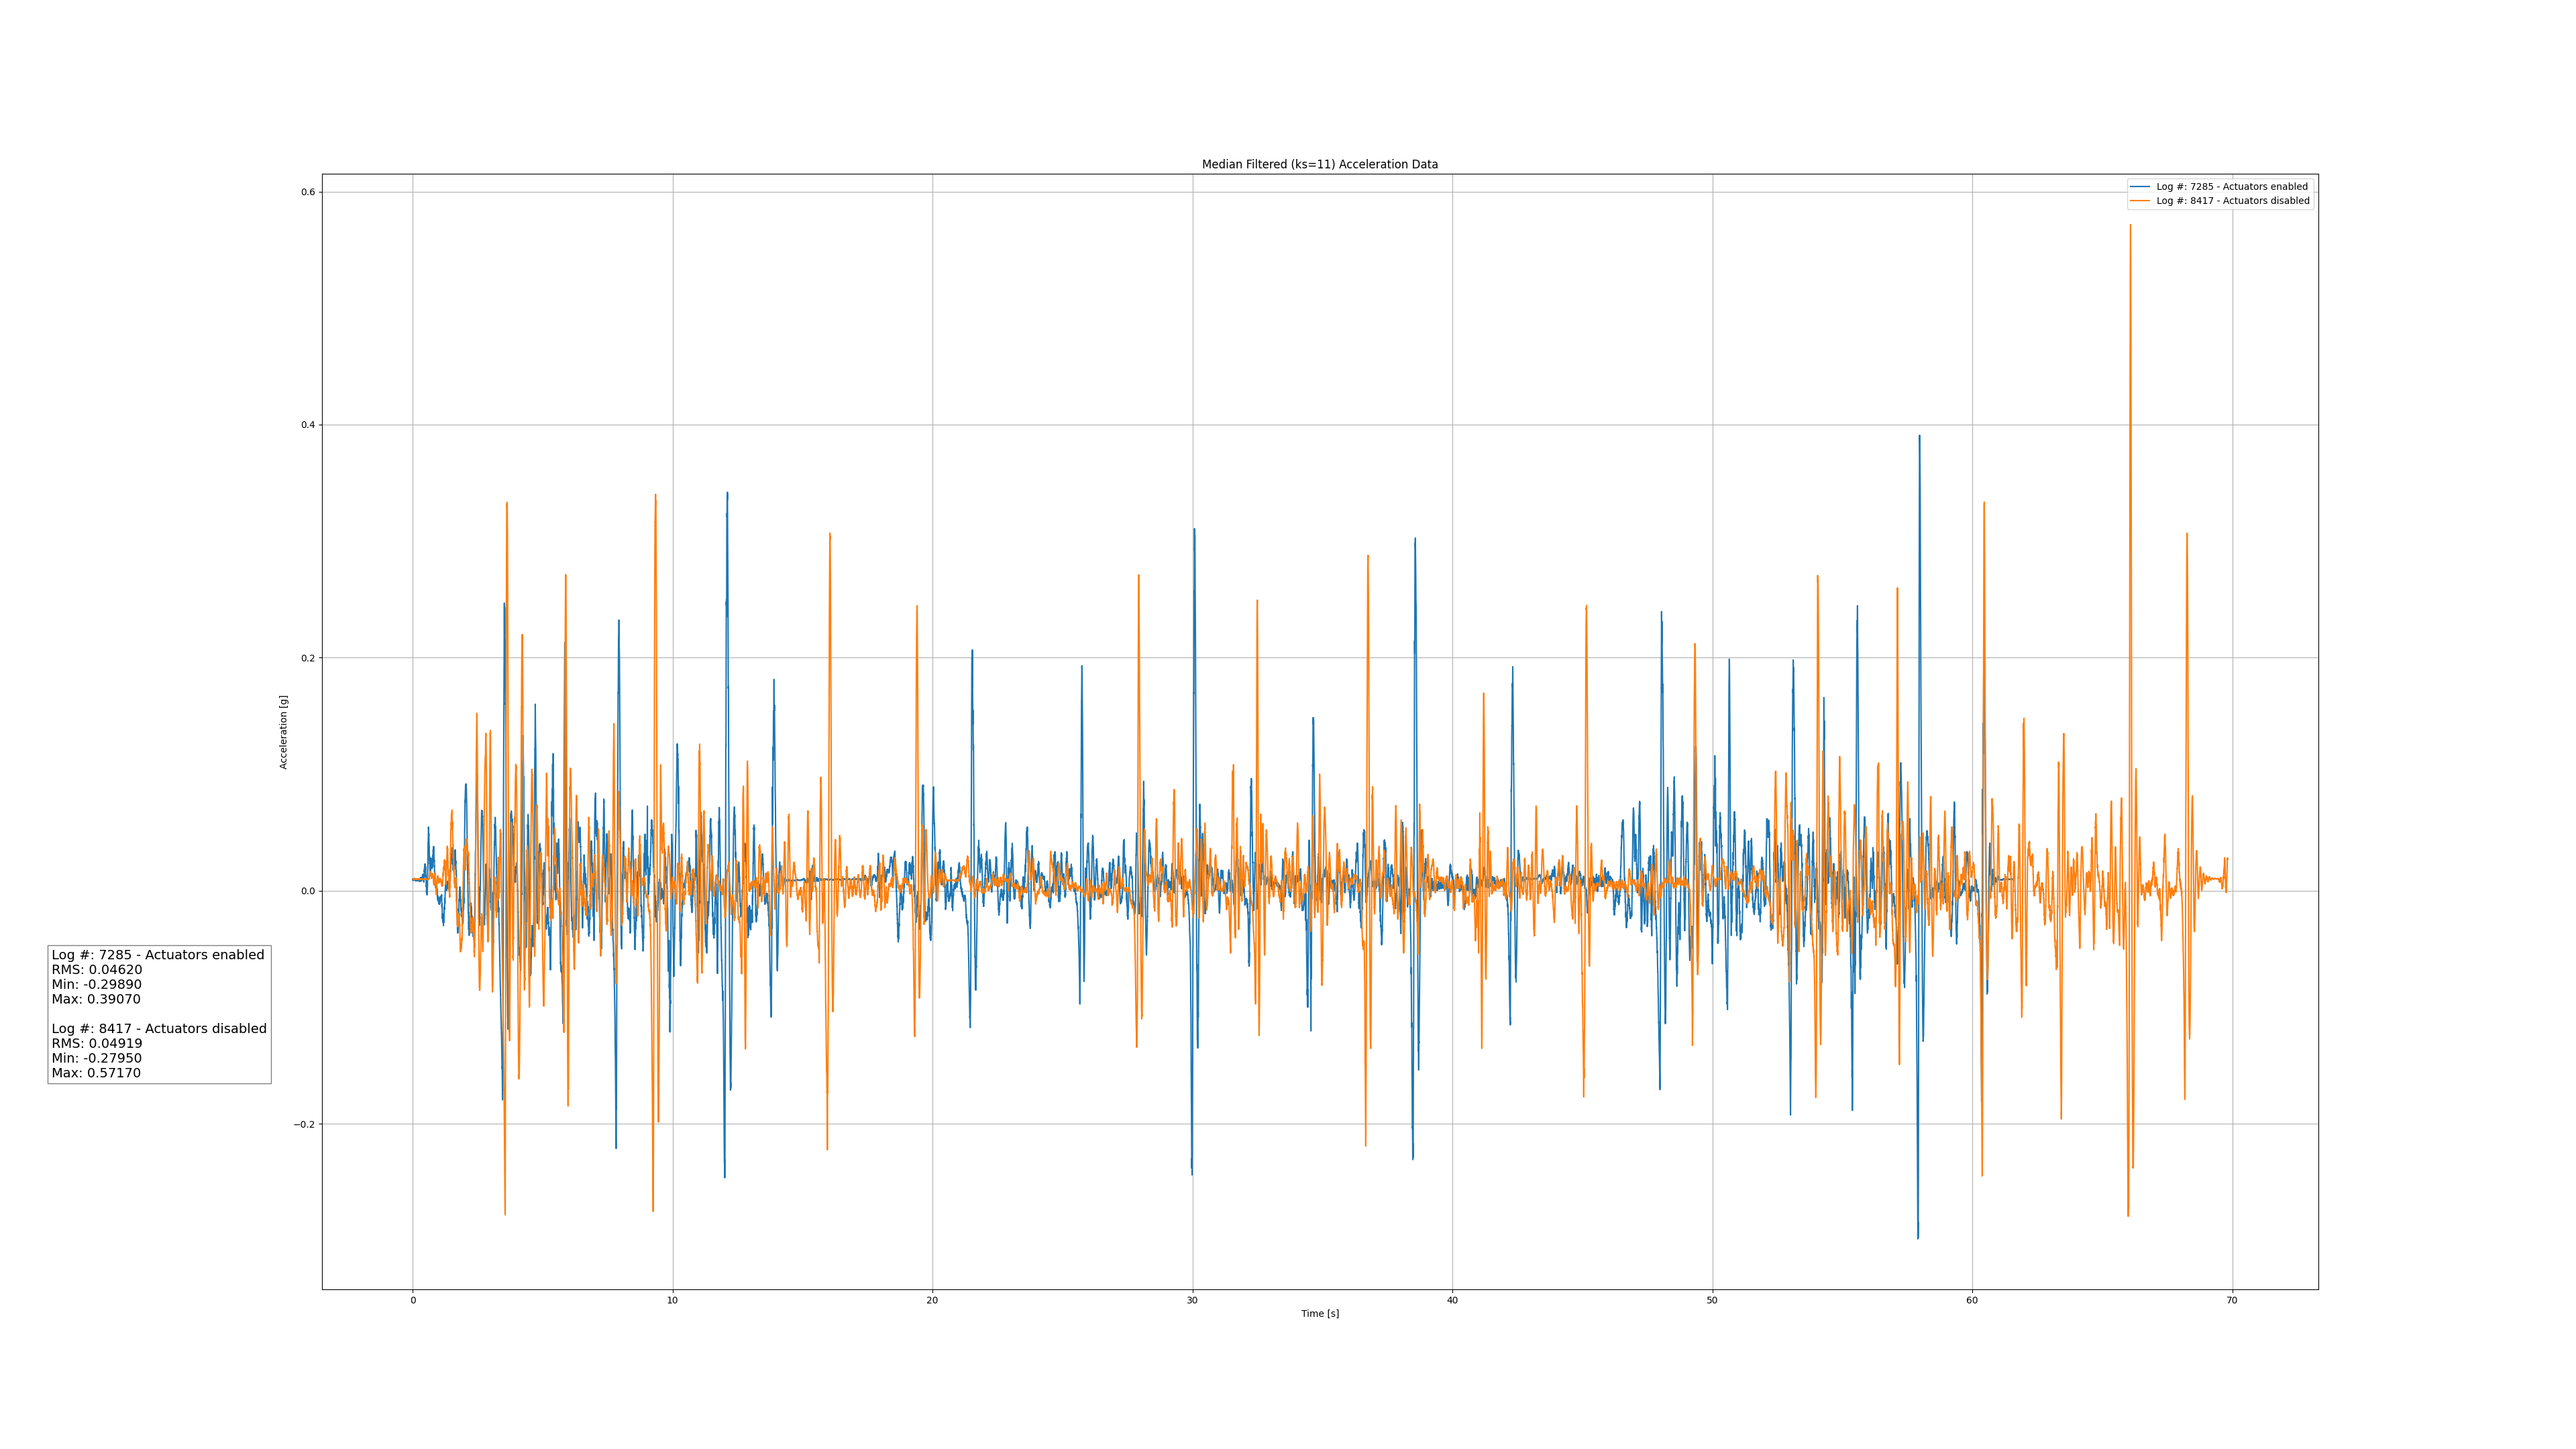 Median Filtered (ks=11) Acceleration Data
Log #: 7285 - Actuators enabled
Log #: 8417 - Actuators disabled
0.6
0.4
0.2
0.0
−0.2
Acceleration [g]
Log #: 7285 - Actuators enabled
RMS: 0.04620
Min: -0.29890
Max: 0.39070
Log #: 8417 - Actuators disabled
RMS: 0.04919
Min: -0.27950
Max: 0.57170
0 10 20 30 40 50 60 70
Time [s]